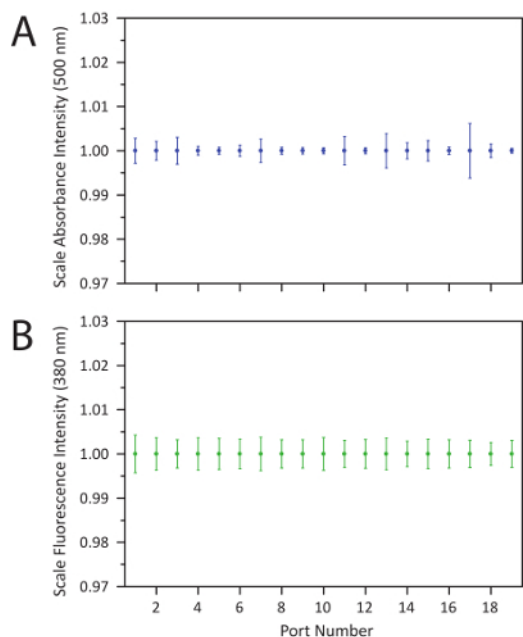 A
Scale Absorbance Intensity (500 nm)
1.03
1.02
1.01
1.00
0.99
0.98
0.97
B
Scale Fluorescence Intensity (380 nm)
1.03
1.02
1.01
1.00
0.99
0.98
0.97
2 4 6 8 10 12 14 16 18
Port Number